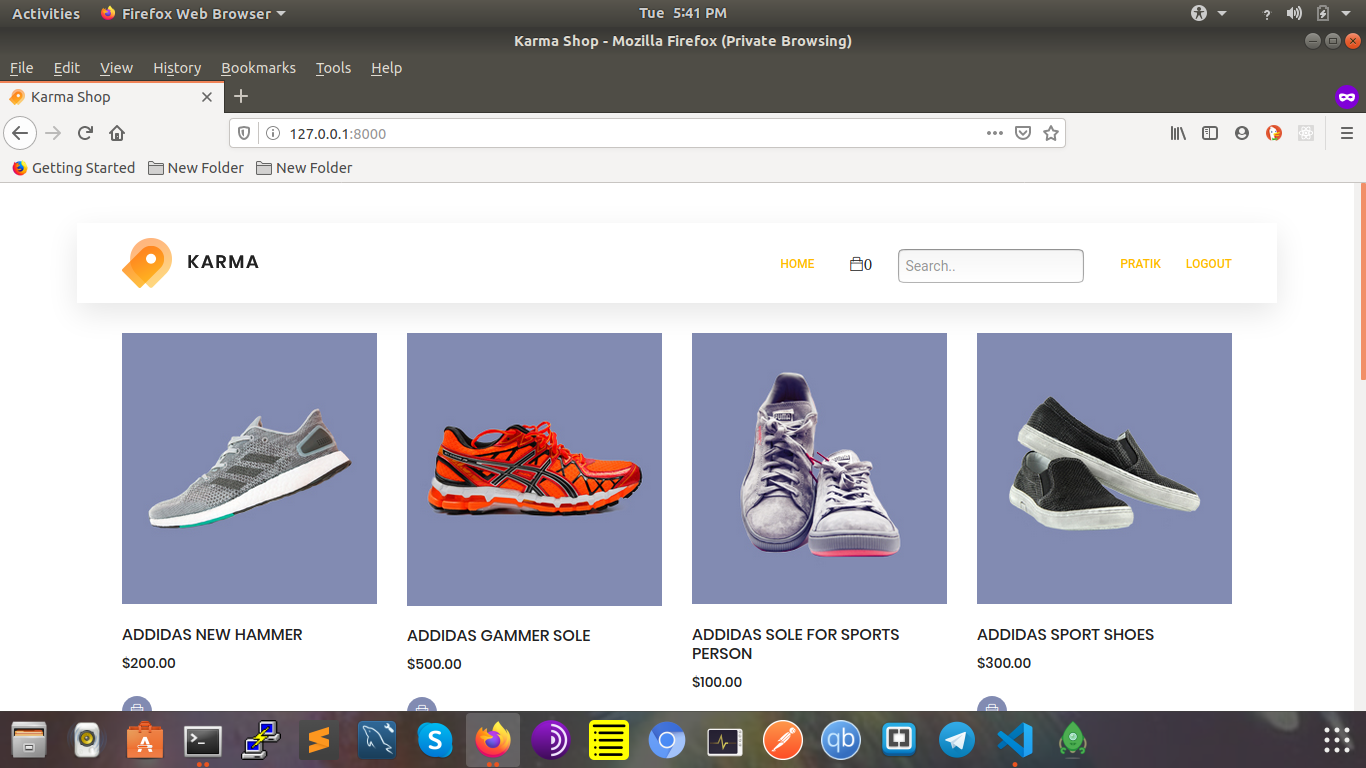 Activities Firefox Web Browser Tue 5:41 PM ?
Karma Shop - Mozilla Firefox (Private Browsing)
File Edit View History Bookmarks Tools Help
Karma Shop
127.0.0.1:8000
Getting Started New Folder New Folder
KARMA HOME 0 Search.. PRATIK LOGOUT
ADDIDAS NEW HAMMER
$200.00
ADDIDAS GAMMER SOLE
$500.00
ADDIDAS SOLE FOR SPORTS
PERSON
$100.00
ADDIDAS SPORT SHOES
$300.00
S
qb